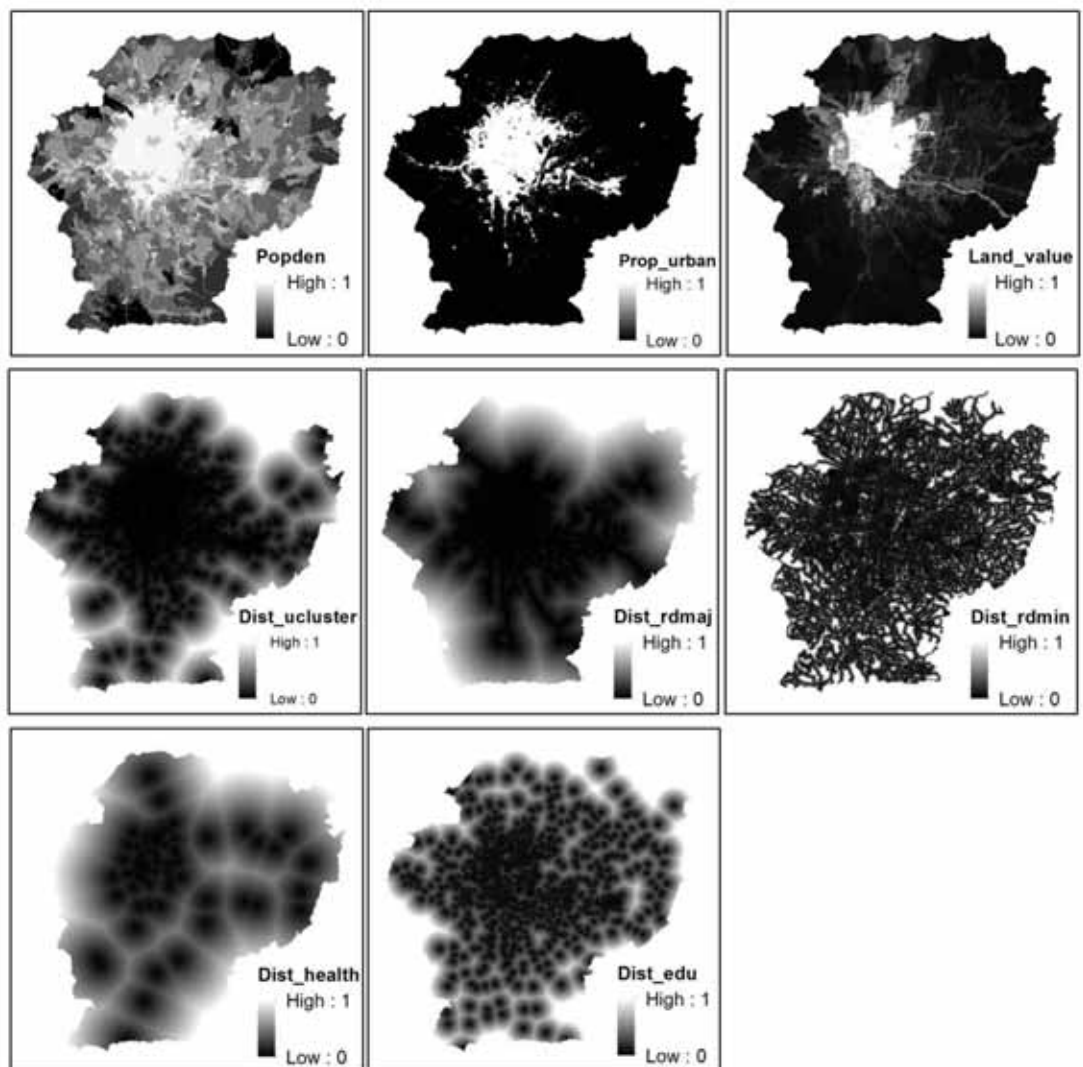 Popden
High : 1
Low : 0
Prop_urban
High : 1
Low : 0
Land_value
High : 1
Low : 0
Dist_ucluster
High : 1
Low : 0
Dist_rdmaj
High : 1
Low : 0
Dist_rdmin
High : 1
Low : 0
Dist_health
High : 1
Low : 0
Dist_edu
High : 1
Low : 0